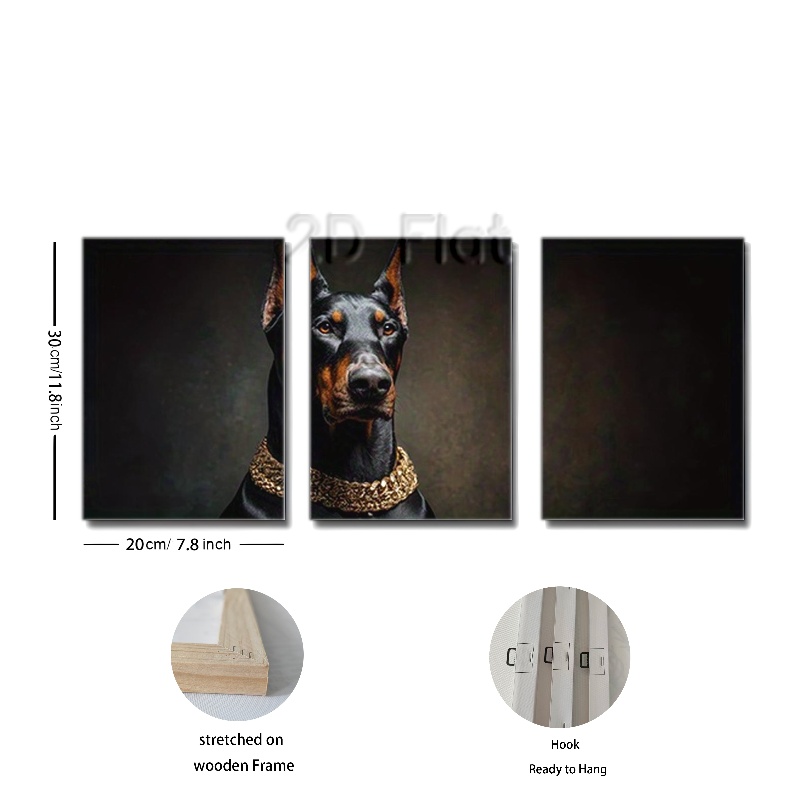 2D Flat
30cm/11.8inch
20cm/ 7.8 inch
stretched on
wooden Frame
Hook
Ready to Hang